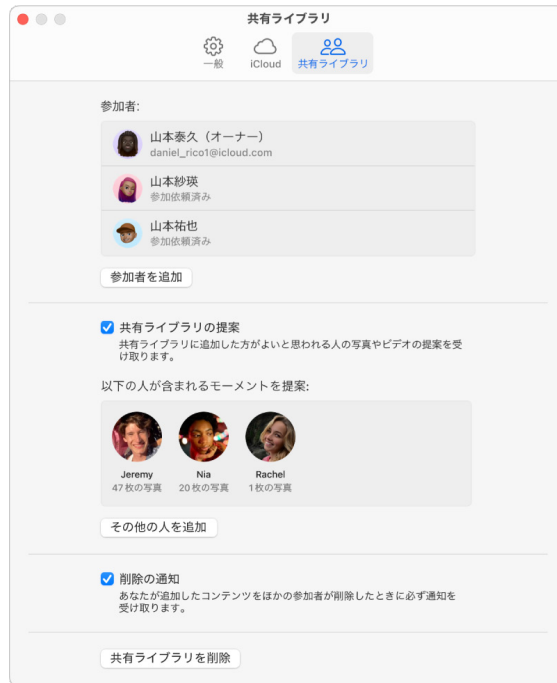 共有ライブラリ
一般 iCloud 共有ライブラリ
参加者:
山本泰久（オーナー）
daniel_rico1@icloud.com
山本紗瑛
参加依頼済み
山本祐也
参加依頼済み
参加者を追加
共有ライブラリの提案
共有ライブラリに追加した方がよいと思われる人の写真やビデオの提案を受
け取ります。
以下の人が含まれるモーメントを提案:
Jeremy Nia Rachel
47枚の写真 20枚の写真 1枚の写真
その他の人を追加
削除の通知
あなたが追加したコンテンツをほかの参加者が削除したときに必ず通知を
受け取ります。
共有ライブラリを削除